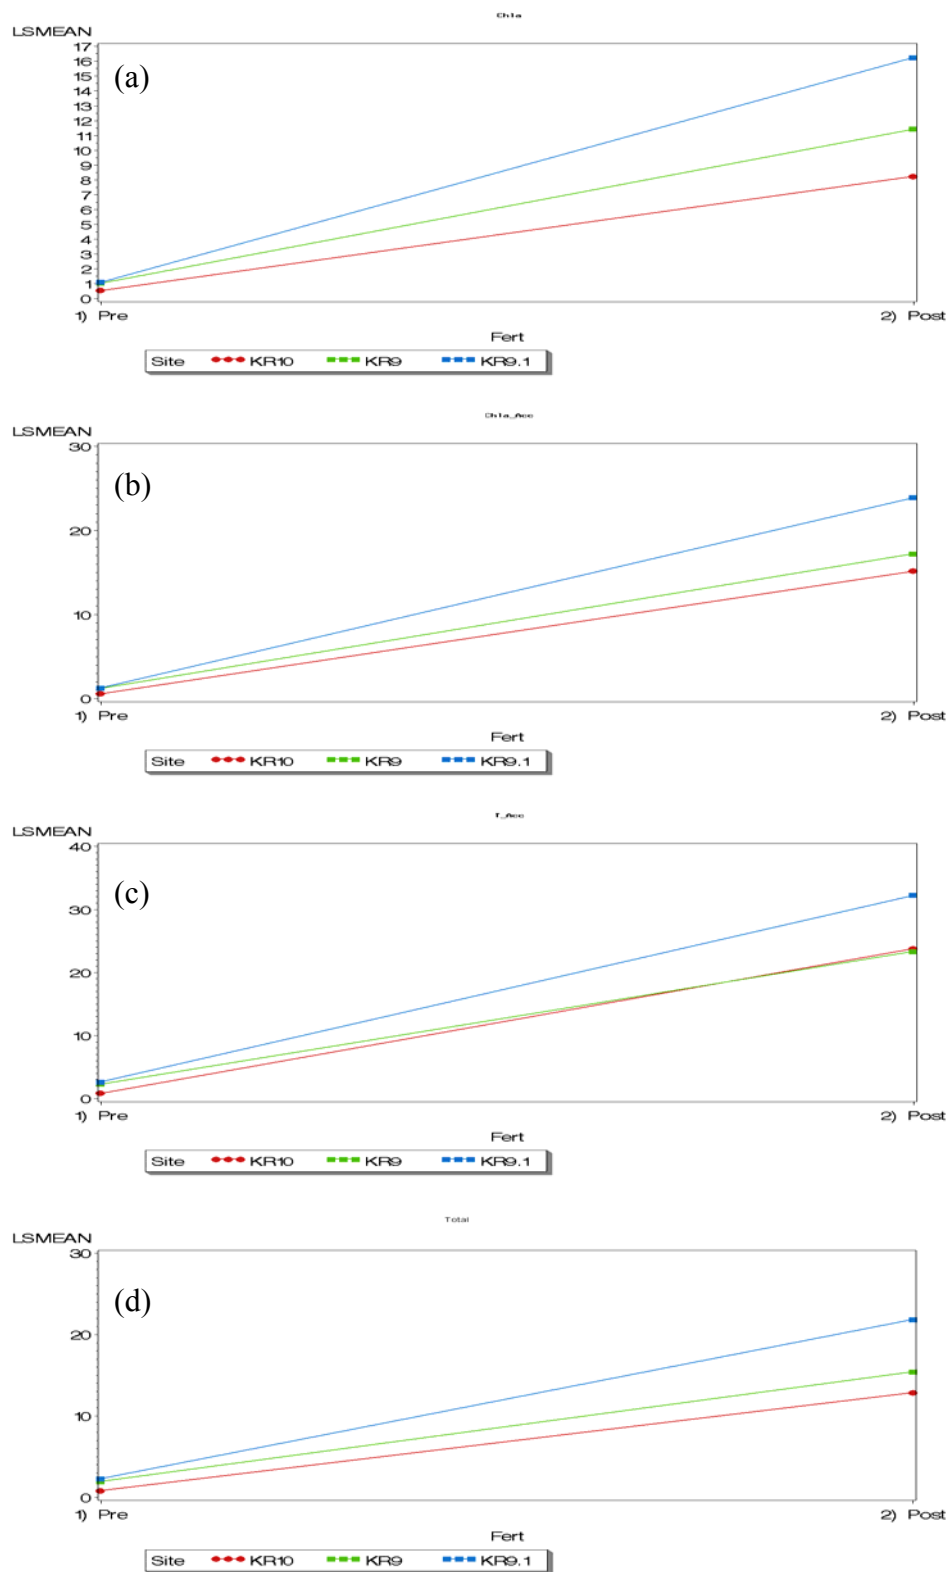 Chla
LSMEAN
17
16
15
14
13
12
11
10
9
8
7
6
5
4
3
2
1
0
(a)
1) Pre
2) Post
Fert
Site KR10 KR9 KR9.1
Chla_Acc
LSMEAN
30
20
10
0
(b)
1) Pre
2) Post
Fert
Site KR10 KR9 KR9.1
T_Acc
LSMEAN
40
30
20
10
0
(c)
1) Pre
2) Post
Fert
Site KR10 KR9 KR9.1
Total
LSMEAN
30
20
10
0
(d)
1) Pre
2) Post
Fert
Site KR10 KR9 KR9.1